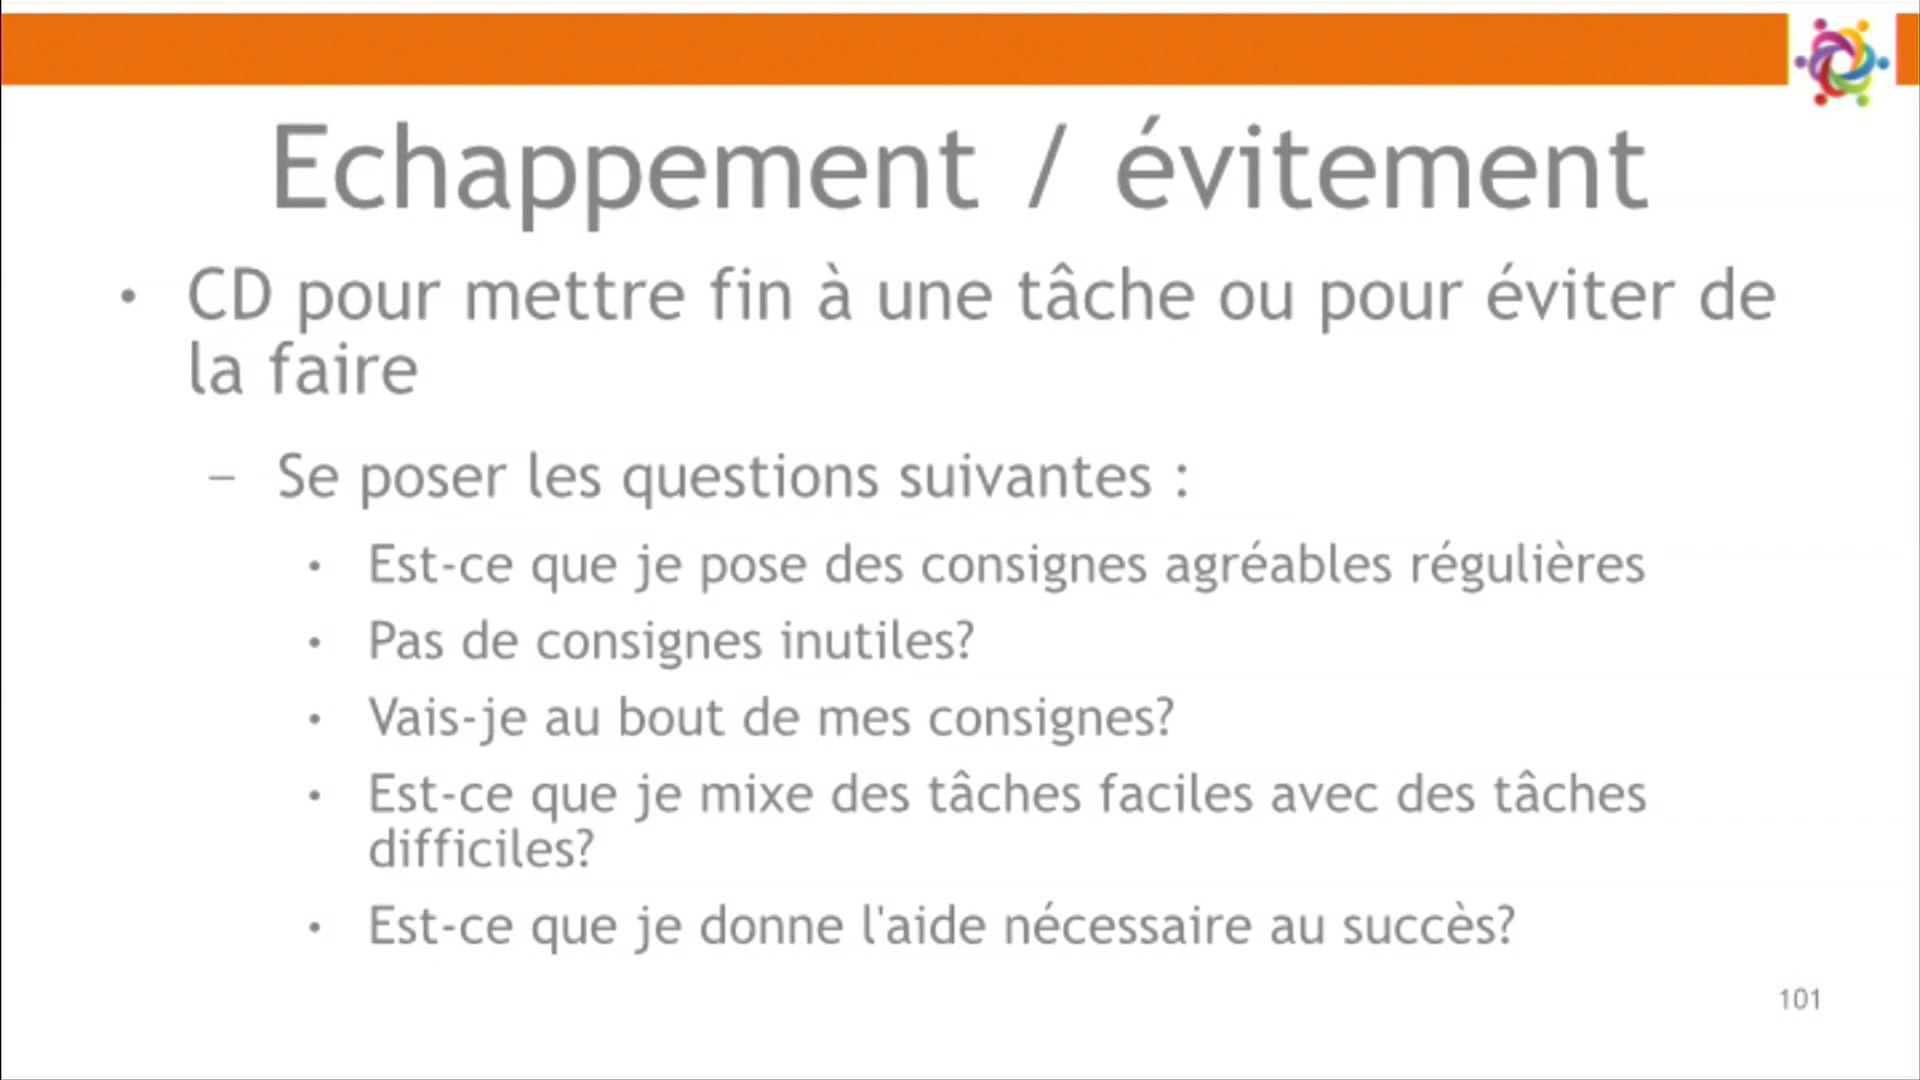 Echappement / évitement
• CD pour mettre fin à une tâche ou pour éviter de
la faire
– Se poser les questions suivantes :
• Est-ce que je pose des consignes agréables régulières
• Pas de consignes inutiles?
• Vais-je au bout de mes consignes?
• Est-ce que je mixe des tâches faciles avec des tâches
difficiles?
• Est-ce que je donne l'aide nécessaire au succès?
101